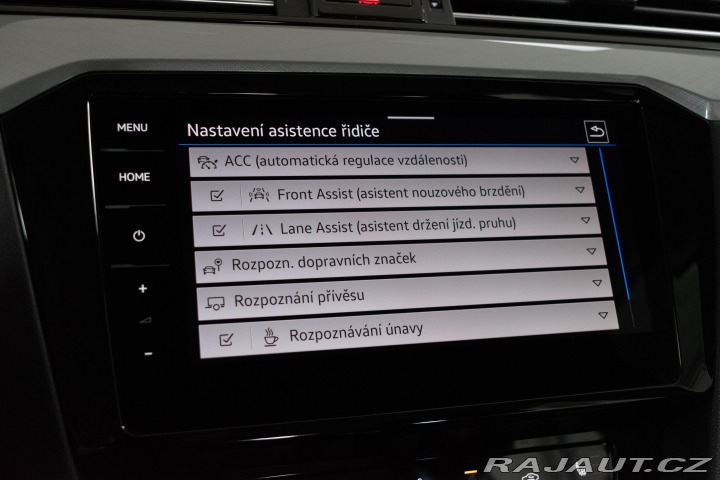 MENU
Nastavení asistence řidiče
ACC (automatická regulace vzdálenosti)
HOME
Front Assist (asistent nouzového brzdění)
Lane Assist (asistent držení jízd. pruhu)
Rozpozn. dopravních značek
+
Rozpoznání přívěsu
-
Rozpoznávání únavy
RAJAUT.CZ